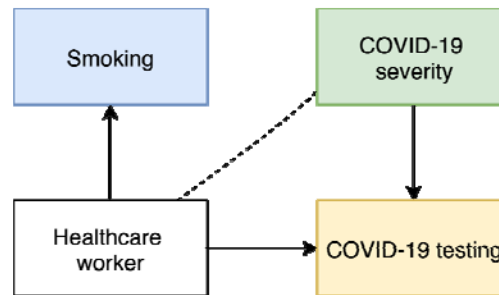 Smoking
COVID-19
severity
Healthcare
worker
COVID-19 testing